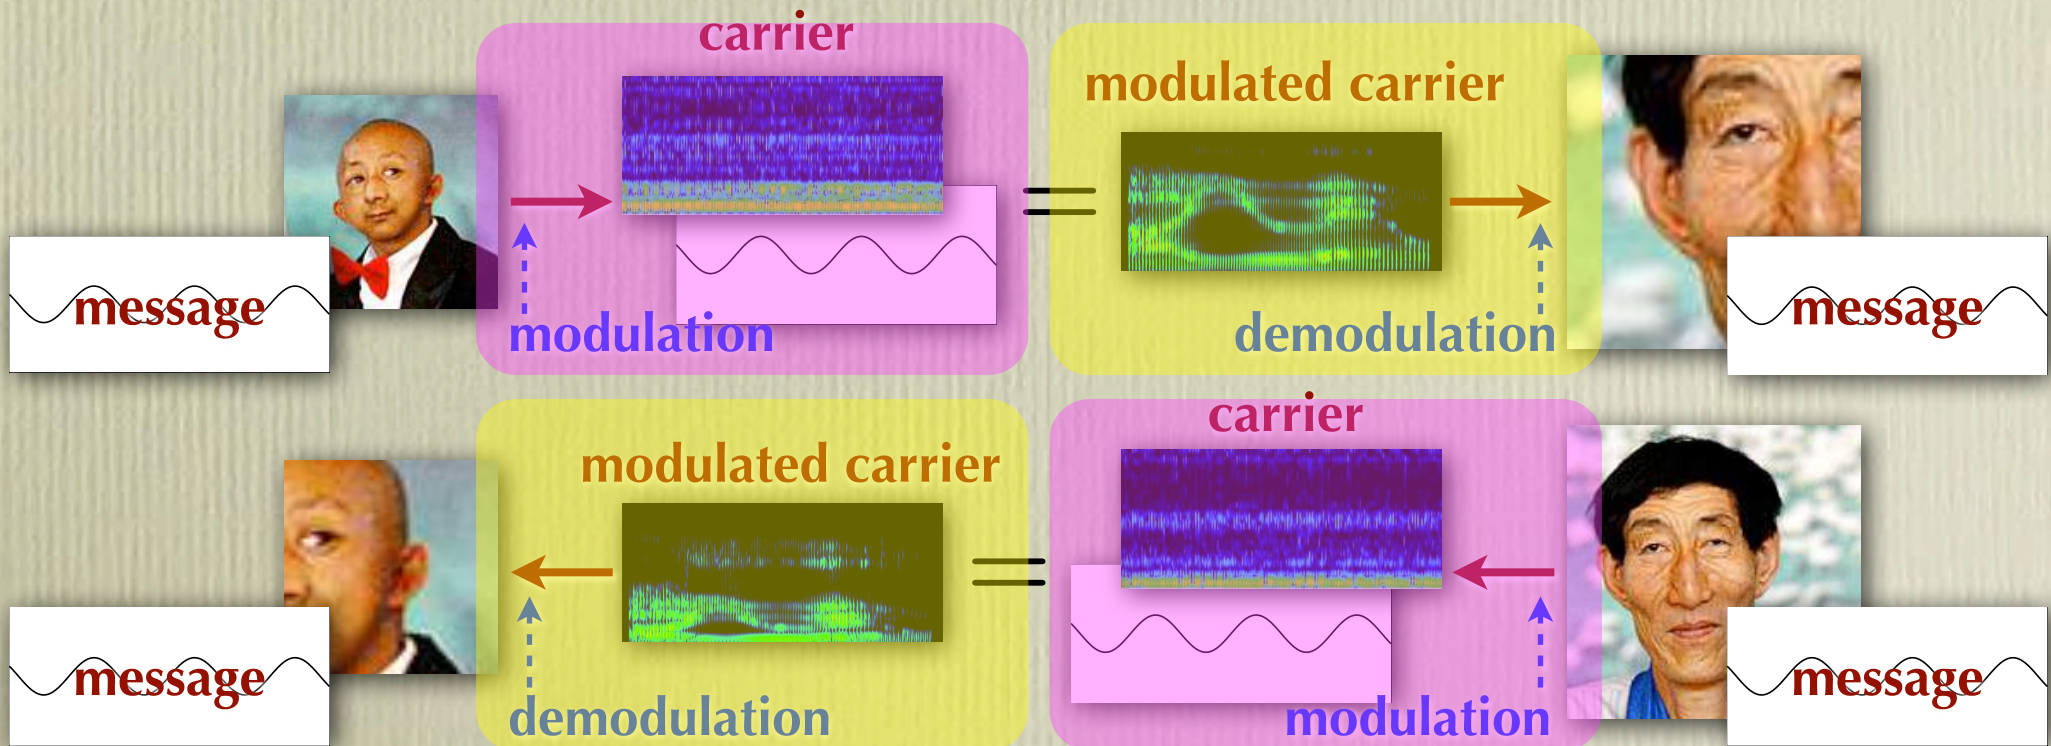 carrier
modulated carrier
message
modulation
demodulation
message
carrier
modulated carrier
message
demodulation
modulation
message